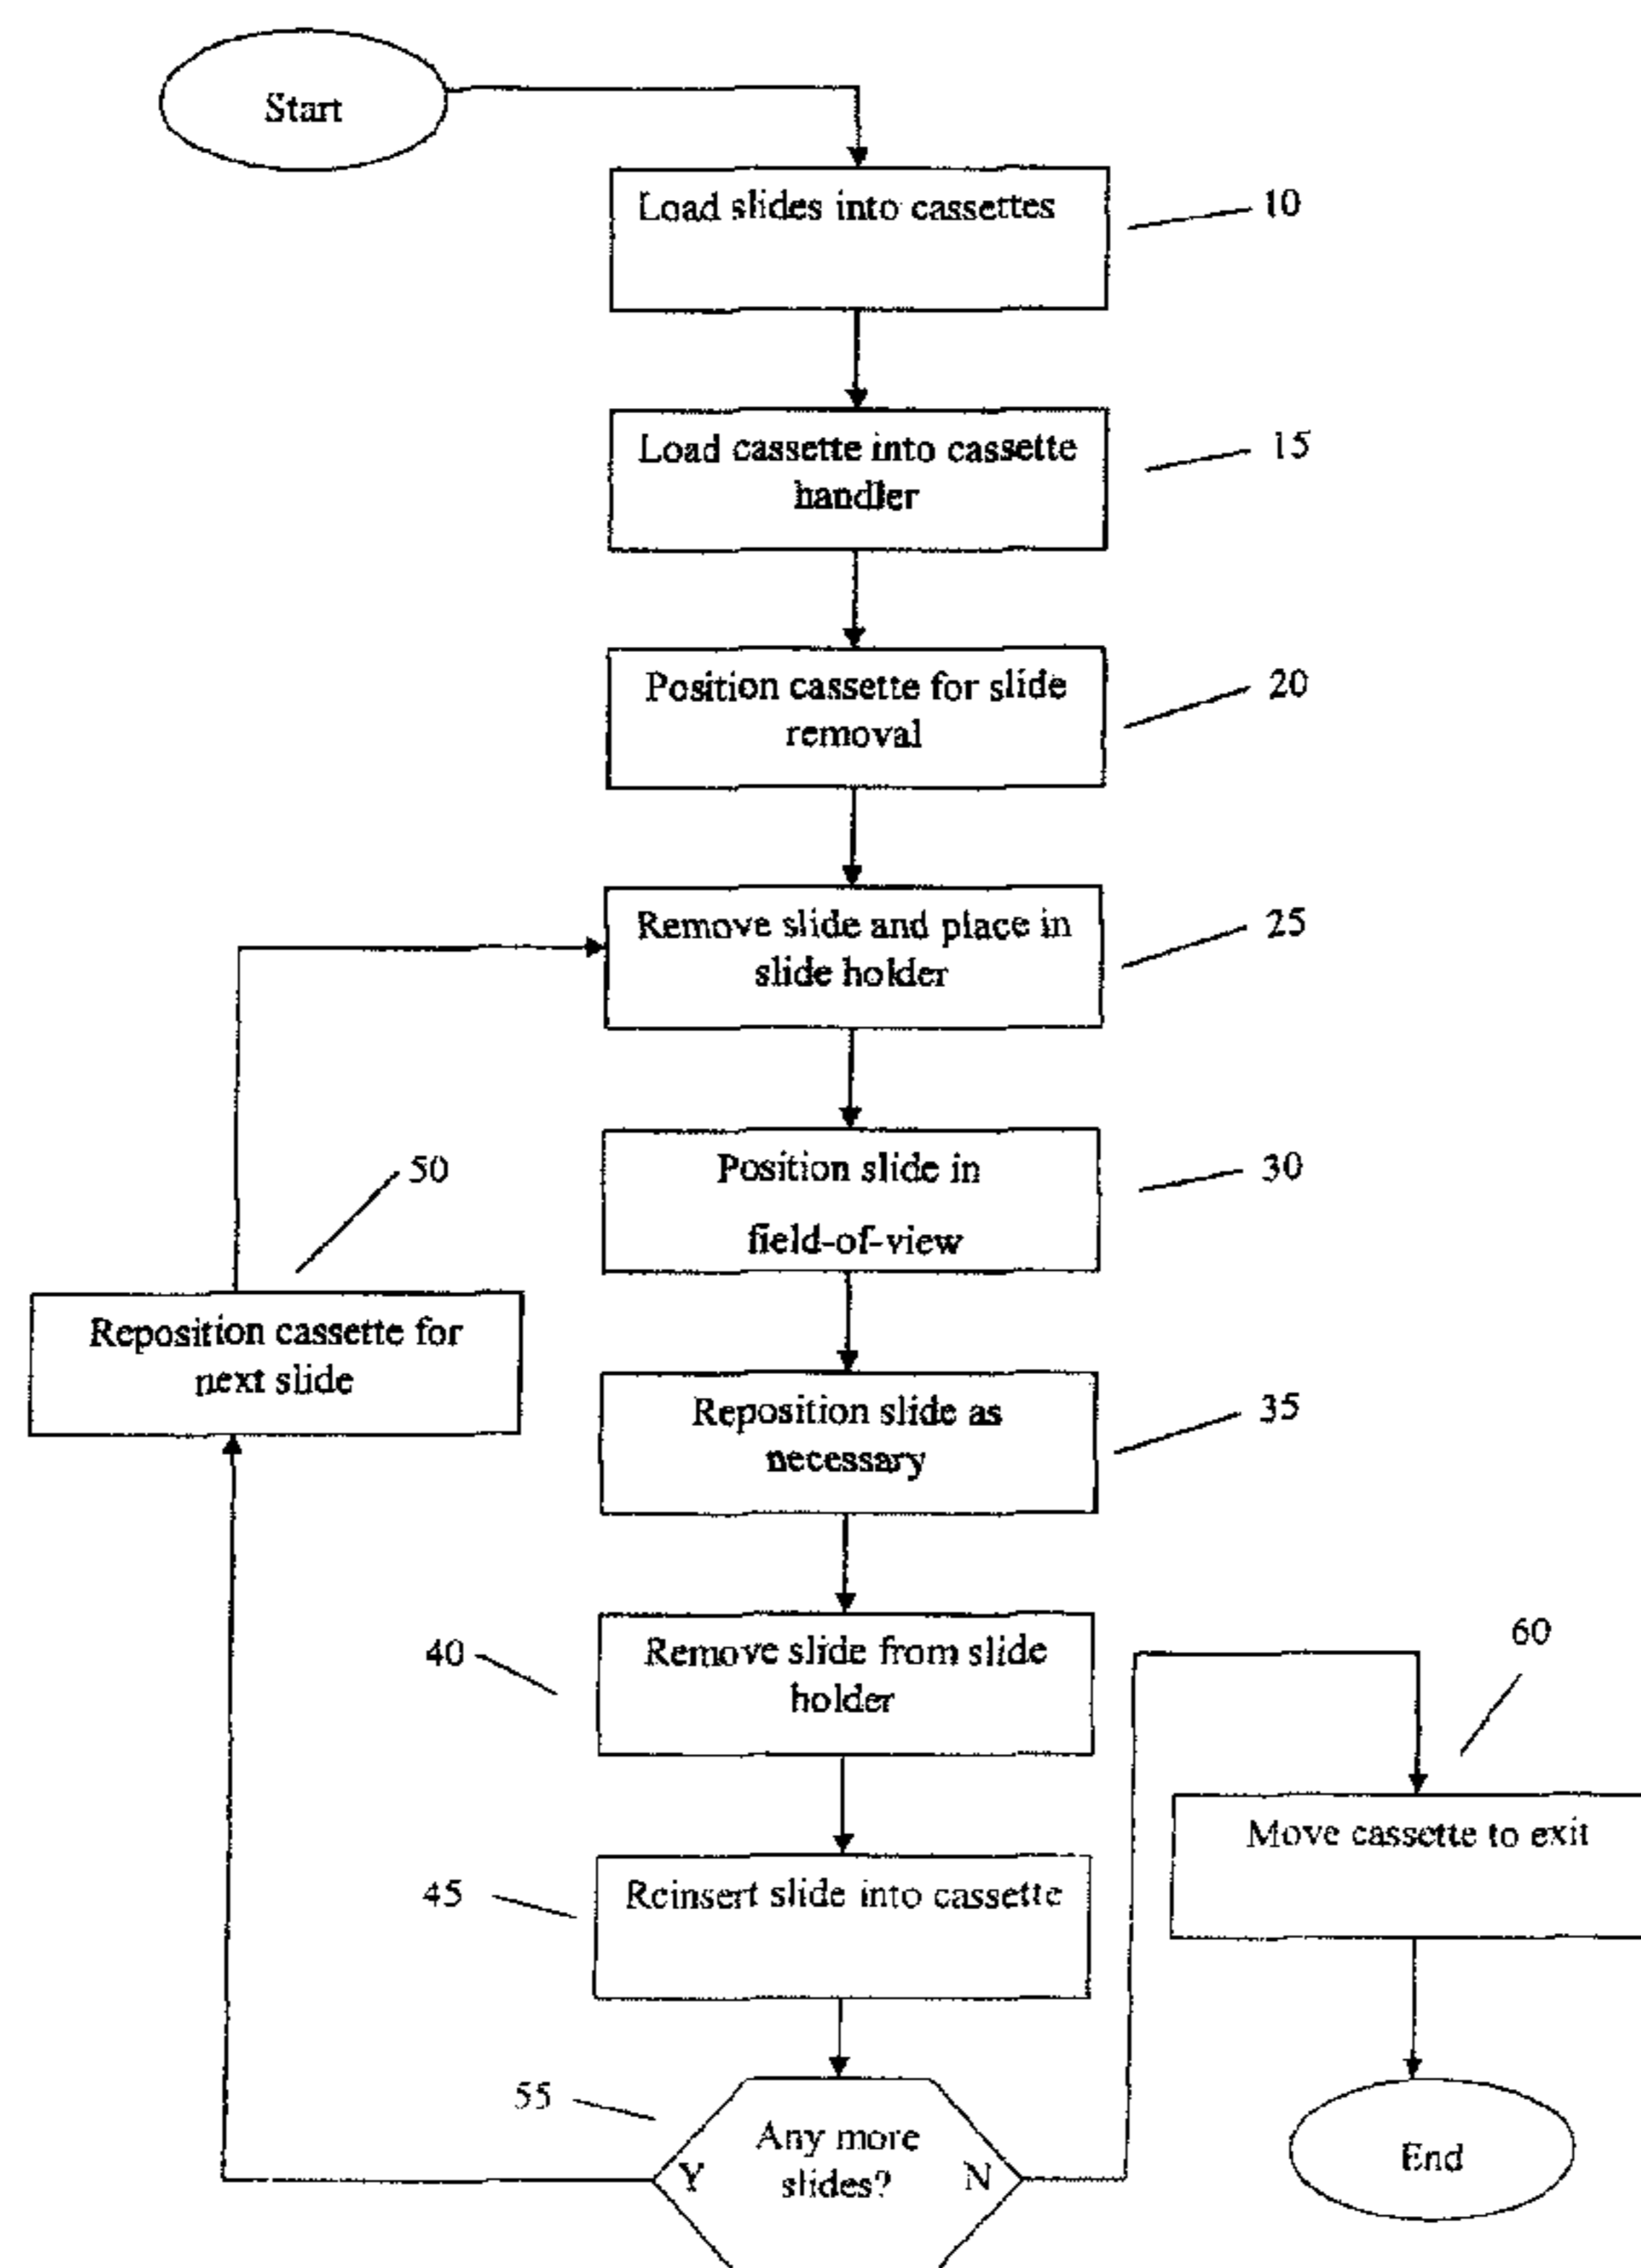 Start
Load slides into cassettes
10
Load cassette into cassette
handler
15
Position cassette for slide
removal
20
Remove slide and place in
slide holder
25
Position slide in
field-of-view
30
50
Reposition cassette for
next slide
Reposition slide as
necessary
35
40
Remove slide from slide
holder
60
Move cassette to exit
45
Reinsert slide into cassette
55
Any more
slides?
Y
N
End